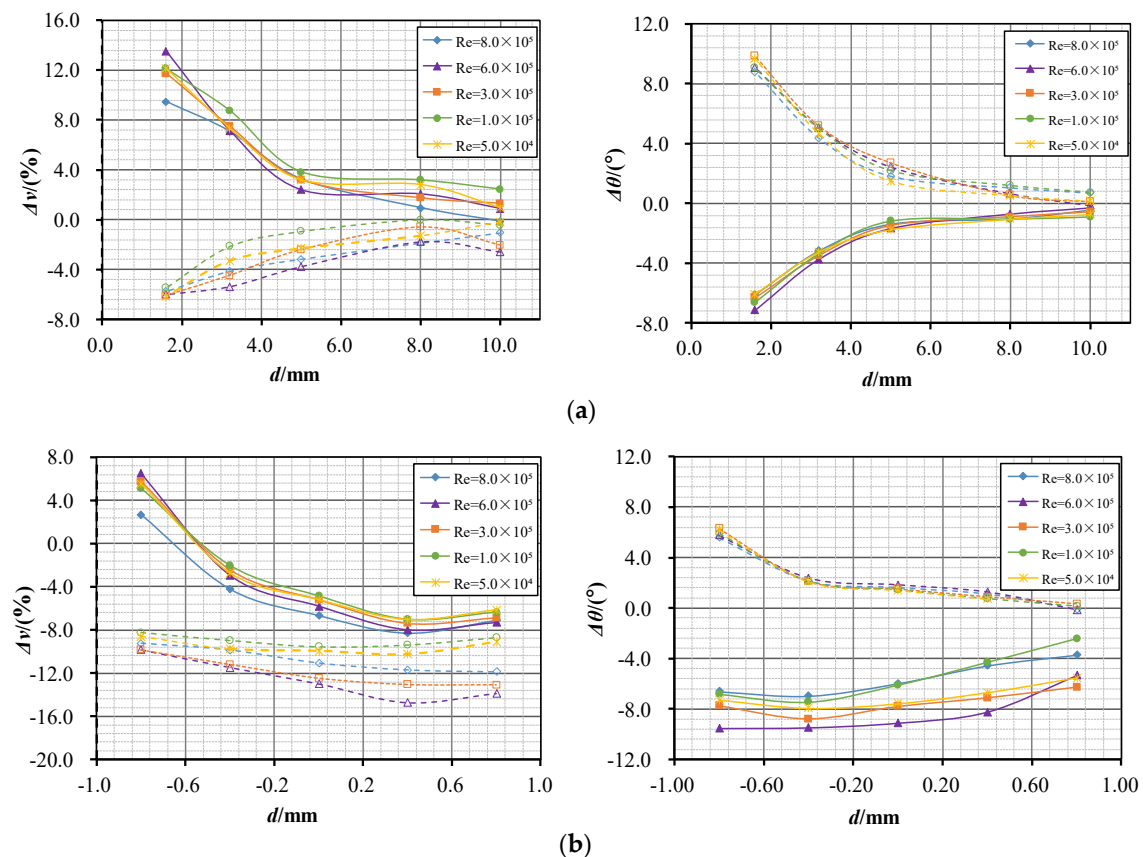 16.0
12.0
8.0
4.0
0.0
-4.0
-8.0
Δv/(%)
0.0 2.0 4.0 6.0 8.0 10.0
d/mm
Re=8.0×10⁵
Re=6.0×10⁵
Re=3.0×10⁵
Re=1.0×10⁵
Re=5.0×10⁴
12.0
8.0
4.0
0.0
-4.0
-8.0
Δθ/(°)
0.0 2.0 4.0 6.0 8.0 10.0
d/mm
Re=8.0×10⁵
Re=6.0×10⁵
Re=3.0×10⁵
Re=1.0×10⁵
Re=5.0×10⁴
(a)
8.0
4.0
0.0
-4.0
-8.0
-12.0
-16.0
-20.0
Δv/(%)
-1.0 -0.6 -0.2 0.2 0.6 1.0
d/mm
Re=8.0×10⁵
Re=6.0×10⁵
Re=3.0×10⁵
Re=1.0×10⁵
Re=5.0×10⁴
12.0
8.0
4.0
0.0
-4.0
-8.0
-12.0
Δθ/(°)
-1.00 -0.60 -0.20 0.20 0.60 1.00
d/mm
Re=8.0×10⁵
Re=6.0×10⁵
Re=3.0×10⁵
Re=1.0×10⁵
Re=5.0×10⁴
(b)